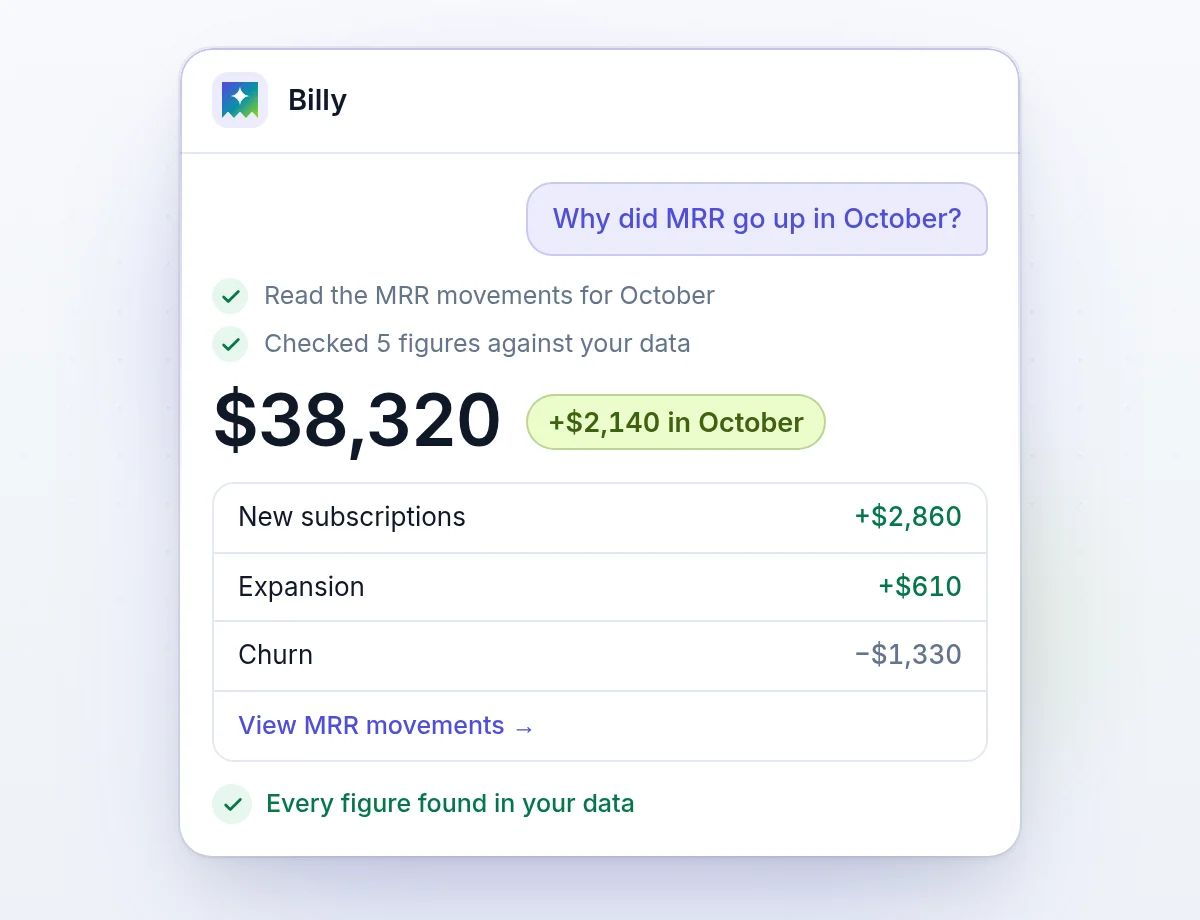 Billy
Why did MRR go up in October?
Read the MRR movements for October
Checked 5 figures against your data
$38,320 +$2,140 in October
New subscriptions +$2,860
Expansion +$610
Churn −$1,330
View MRR movements →
Every figure found in your data